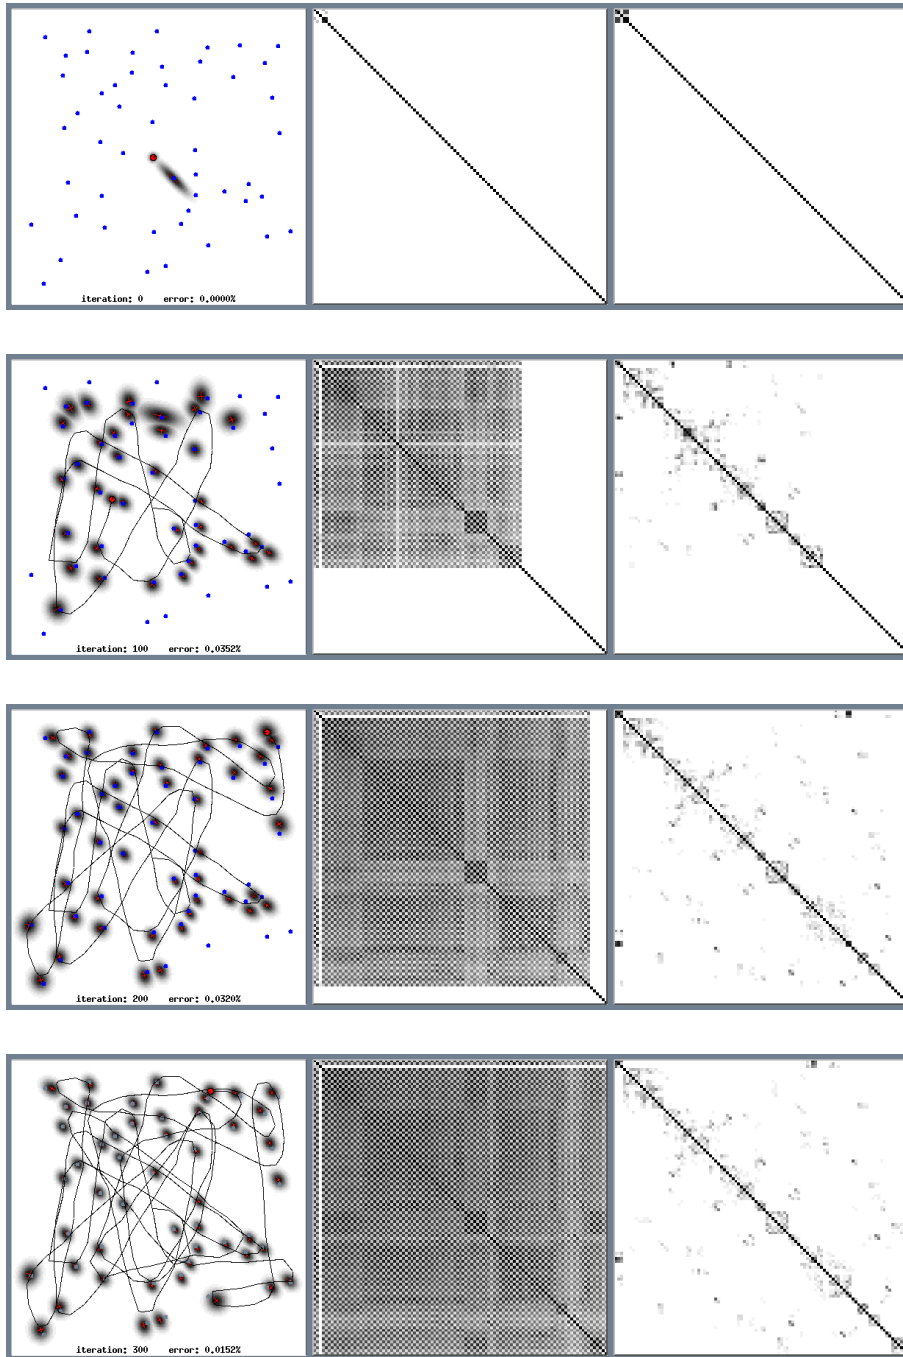 iteration: 0 error: 0.0000%
iteration: 100 error: 0.0352%
iteration: 200 error: 0.0320%
iteration: 300 error: 0.0152%